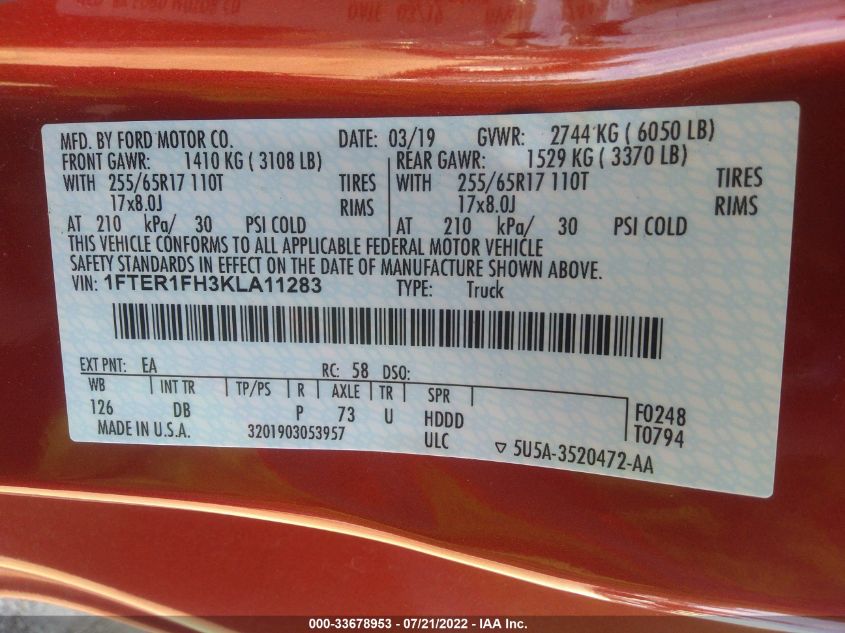 MFD. BY FORD MOTOR CO. DATE: 03/19 GVWR: 2744 KG ( 6050 LB)
FRONT GAWR: 1410 KG ( 3108 LB) REAR GAWR: 1529 KG ( 3370 LB)
WITH 255/65R17 110T TIRES WITH 255/65R17 110T TIRES
17x8.0J RIMS 17x8.0J RIMS
AT 210 kPa/ 30 PSI COLD AT 210 kPa/ 30 PSI COLD
THIS VEHICLE CONFORMS TO ALL APPLICABLE FEDERAL MOTOR VEHICLE
SAFETY STANDARDS IN EFFECT ON THE DATE OF MANUFACTURE SHOWN ABOVE.
VIN: 1FTER1FH3KLA11283 TYPE: Truck
EXT PNT: EA RC: 58 DSO:
WB INT TR TP/PS R AXLE TR SPR
126 DB P 73 U HDDD F0248
MADE IN U.S.A. 3201903053957 ULC T0794
▽ 5U5A-3520472-AA
000-33678953 - 07/21/2022 - IAA Inc.